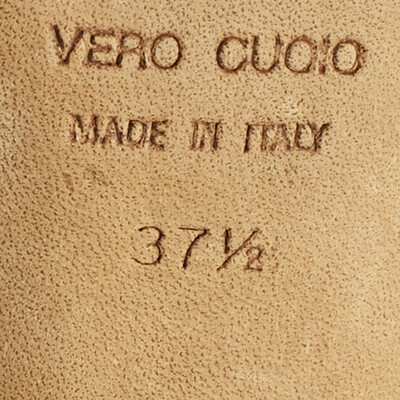 VERO CUOIO
MADE IN ITALY
37½